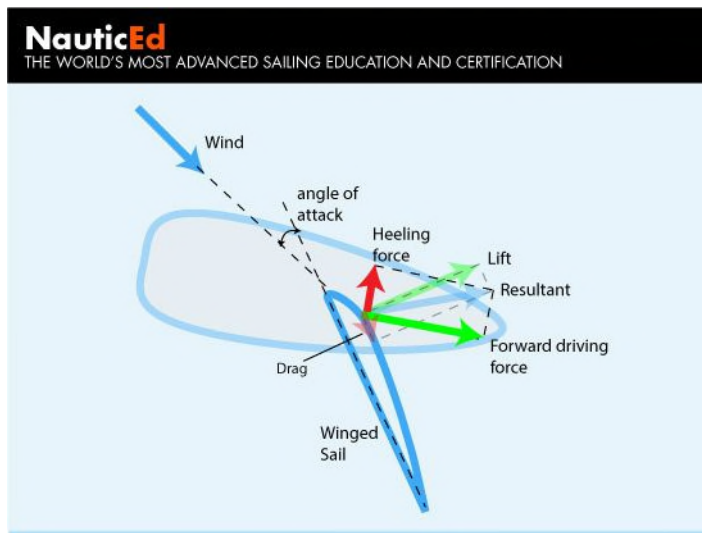 NauticEd
THE WORLD'S MOST ADVANCED SAILING EDUCATION AND CERTIFICATION
Wind
angle of
attack
Heeling
force
Lift
Resultant
Forward driving
force
Drag
Winged
Sail